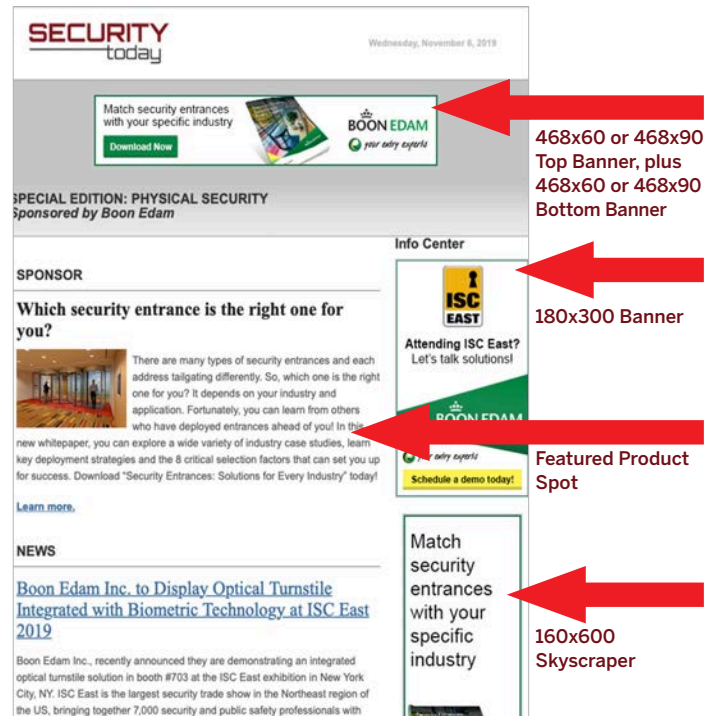 SECURITY
today
Wednesday, November 6, 2019
Match security entrances
with your specific industry
Download Now
BOON EDAM
your entry experts
468x60 or 468x90
Top Banner, plus
468x60 or 468x90
Bottom Banner
SPECIAL EDITION: PHYSICAL SECURITY
Sponsored by Boon Edam
Info Center
SPONSOR
Which security entrance is the right one for
you?
There are many types of security entrances and each
address tailgating differently. So, which one is the right
one for you? It depends on your industry and
application. Fortunately, you can learn from others
who have deployed entrances ahead of you! In this
new whitepaper, you can explore a wide variety of industry case studies, learn
key deployment strategies and the 8 critical selection factors that can set you up
for success. Download "Security Entrances: Solutions for Every Industry" today!
Learn more.
ISC
EAST
Attending ISC East?
Let's talk solutions!
BOON EDAM
your entry experts
Schedule a demo today!
180x300 Banner
Featured Product
Spot
NEWS
Boon Edam Inc. to Display Optical Turnstile
Integrated with Biometric Technology at ISC East
2019
Boon Edam Inc., recently announced they are demonstrating an integrated
optical turnstile solution in booth #703 at the ISC East exhibition in New York
City, NY. ISC East is the largest security trade show in the Northeast region of
the US, bringing together 7,000 security and public safety professionals with
Match
security
entrances
with your
specific
industry
160x600
Skyscraper